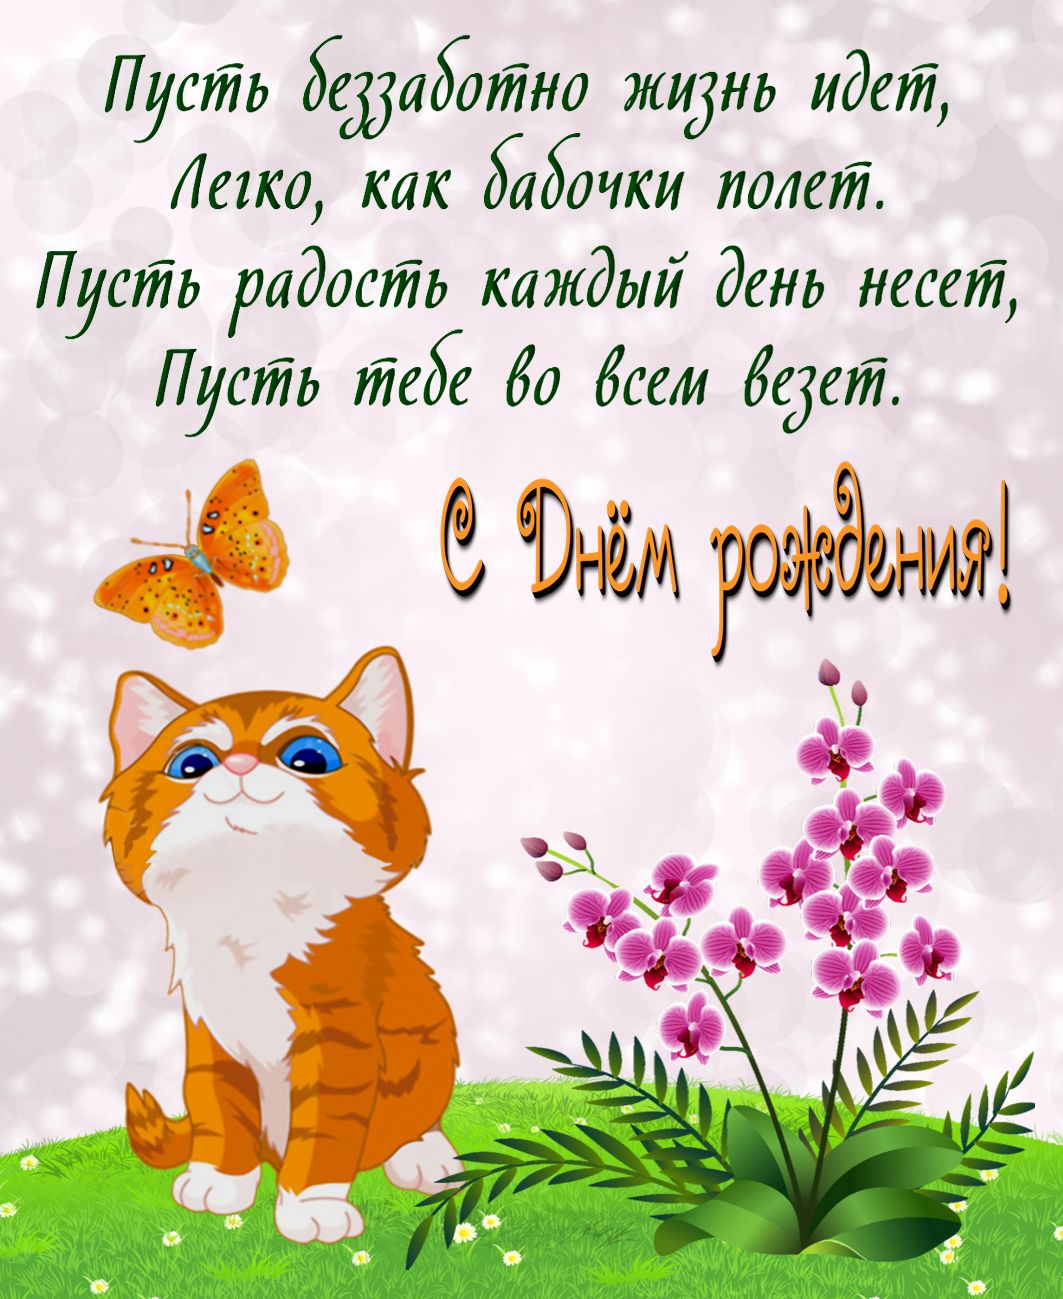 Пусть беззаботно жизнь идет,
Легко, как бабочки полет.
Пусть радость каждый день несет,
Пусть тебе во всем везет.
С Днём рождения!